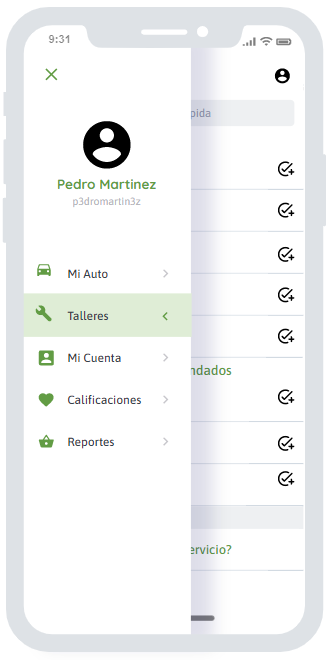 9:31
Pedro Martinez
p3dromartin3z
Mi Auto
Talleres
Mi Cuenta
Calificaciones
Reportes
pida
ndados
ervicio?